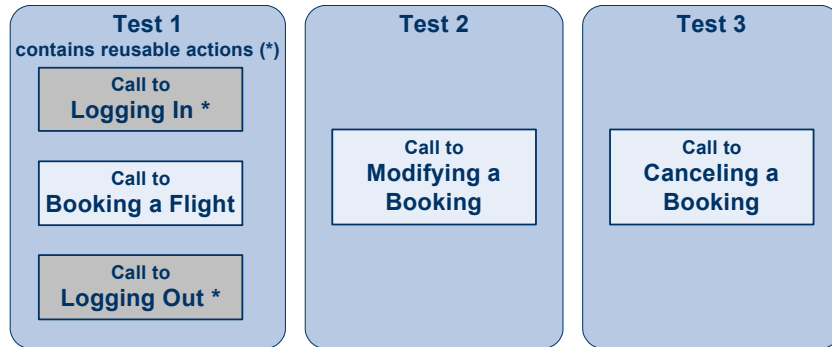 Test 1
contains reusable actions (*)
Call to
Logging In *
Call to
Booking a Flight
Call to
Logging Out *
Test 2
Call to
Modifying a
Booking
Test 3
Call to
Canceling a
Booking